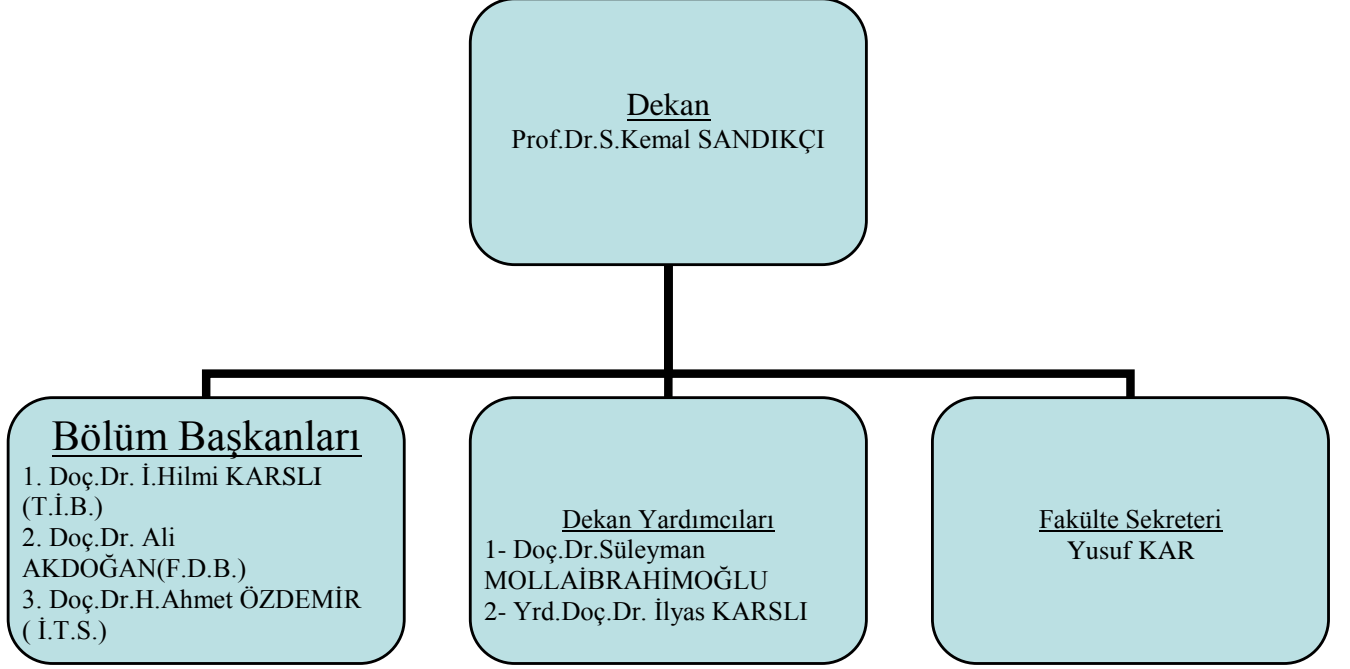 Dekan
Prof.Dr.S.Kemal SANDIKÇI
Bölüm Başkanları
1. Doç.Dr. İ.Hilmi KARSLI
(T.İ.B.)
2. Doç.Dr. Ali
AKDOĞAN(F.D.B.)
3. Doç.Dr.H.Ahmet ÖZDEMİR
( İ.T.S.)
Dekan Yardımcıları
1- Doç.Dr.Süleyman
MOLLAİBRAHİMOĞLU
2- Yrd.Doç.Dr. İlyas KARSLI
Fakülte Sekreteri
Yusuf KAR